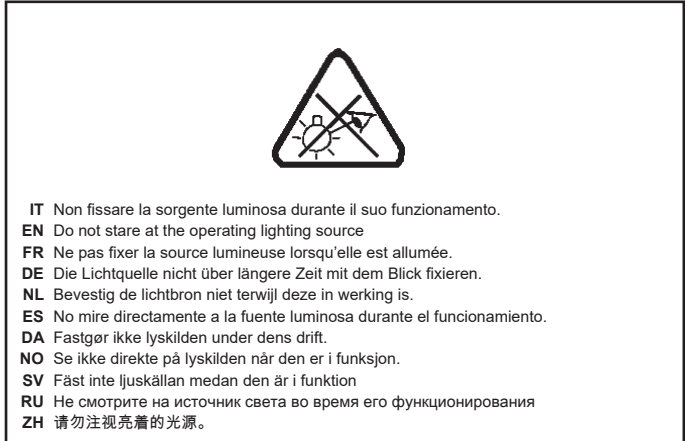 IT Non fissare la sorgente luminosa durante il suo funzionamento.
EN Do not stare at the operating lighting source
FR Ne pas fixer la source lumineuse lorsqu'elle est allumée.
DE Die Lichtquelle nicht über längere Zeit mit dem Blick fixieren.
NL Bevestig de lichtbron niet terwijl deze in werking is.
ES No mire directamente a la fuente luminosa durante el funcionamiento.
DA Fastgør ikke lyskilden under dens drift.
NO Se ikke direkte på lyskilden når den er i funksjon.
SV Fäst inte ljuskällan medan den är i funktion
RU Не смотрите на источник света во время его функционирования
ZH 请勿注视亮着的光源。